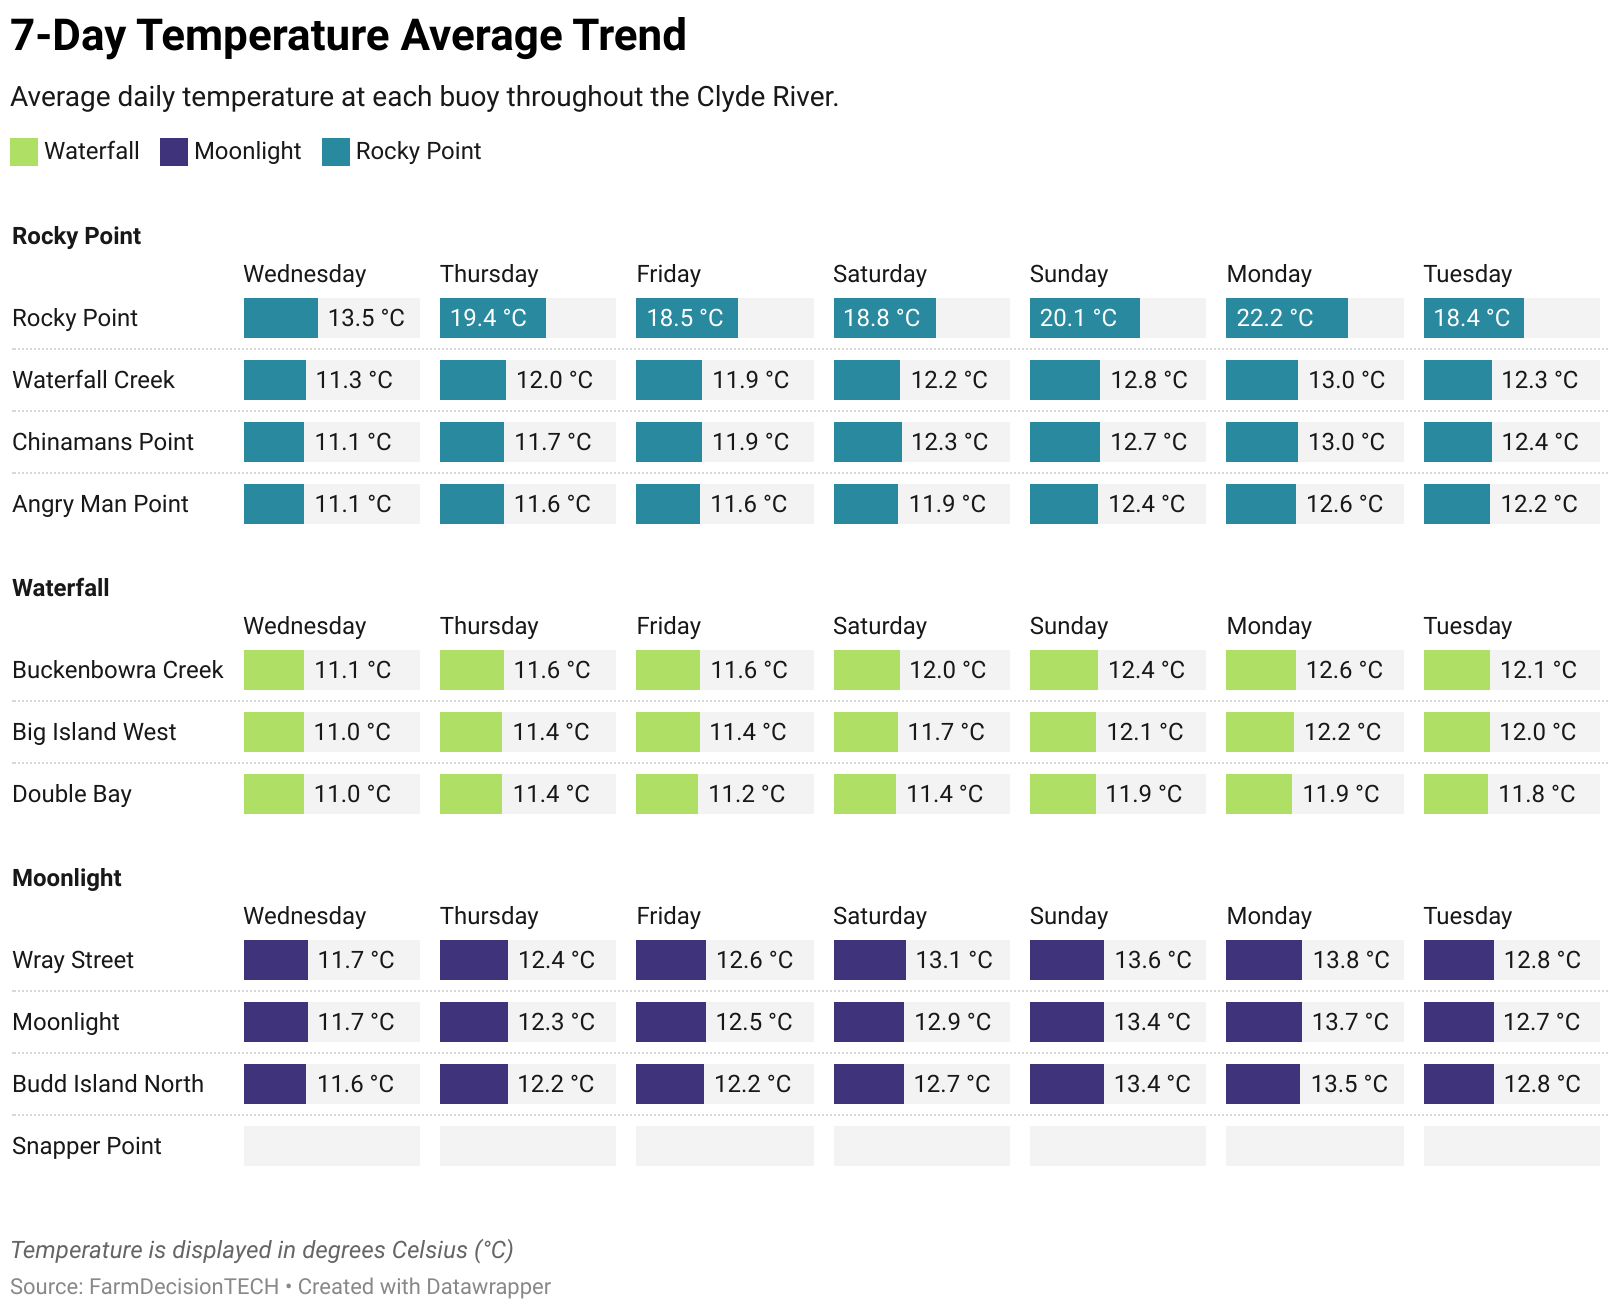 7-Day Temperature Average Trend
Average daily temperature at each buoy throughout the Clyde River.
Waterfall Moonlight Rocky Point
Rocky Point
Wednesday Thursday Friday Saturday Sunday Monday Tuesday
Rocky Point 13.5 °C 19.4 °C 18.5 °C 18.8 °C 20.1 °C 22.2 °C 18.4 °C
Waterfall Creek 11.3 °C 12.0 °C 11.9 °C 12.2 °C 12.8 °C 13.0 °C 12.3 °C
Chinamans Point 11.1 °C 11.7 °C 11.9 °C 12.3 °C 12.7 °C 13.0 °C 12.4 °C
Angry Man Point 11.1 °C 11.6 °C 11.6 °C 11.9 °C 12.4 °C 12.6 °C 12.2 °C
Waterfall
Wednesday Thursday Friday Saturday Sunday Monday Tuesday
Buckenbowra Creek 11.1 °C 11.6 °C 11.6 °C 12.0 °C 12.4 °C 12.6 °C 12.1 °C
Big Island West 11.0 °C 11.4 °C 11.4 °C 11.7 °C 12.1 °C 12.2 °C 12.0 °C
Double Bay 11.0 °C 11.4 °C 11.2 °C 11.4 °C 11.9 °C 11.9 °C 11.8 °C
Moonlight
Wednesday Thursday Friday Saturday Sunday Monday Tuesday
Wray Street 11.7 °C 12.4 °C 12.6 °C 13.1 °C 13.6 °C 13.8 °C 12.8 °C
Moonlight 11.7 °C 12.3 °C 12.5 °C 12.9 °C 13.4 °C 13.7 °C 12.7 °C
Budd Island North 11.6 °C 12.2 °C 12.2 °C 12.7 °C 13.4 °C 13.5 °C 12.8 °C
Snapper Point
Temperature is displayed in degrees Celsius (°C)
Source: FarmDecisionTECH • Created with Datawrapper